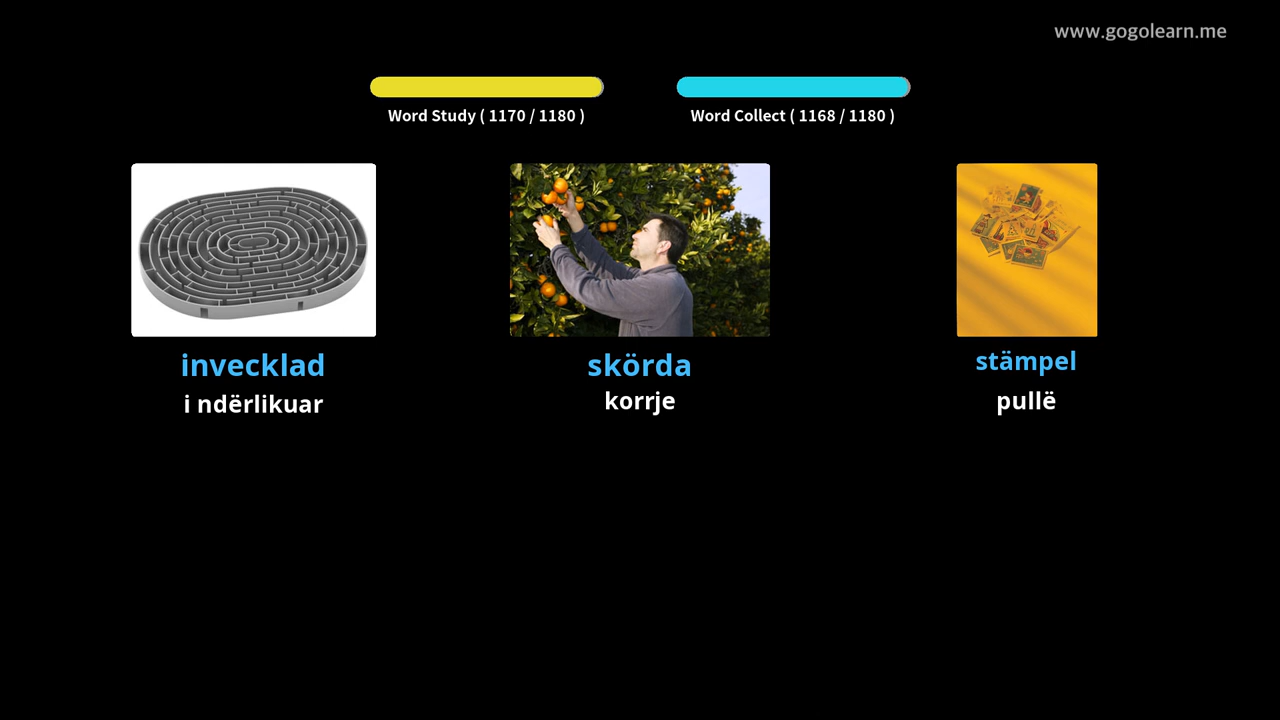 www.gogolearn.me
Word Study ( 1170 / 1180 )
Word Collect ( 1168 / 1180 )
invecklad
skörda
stämpel
i ndërlikuar
korrje
pullë